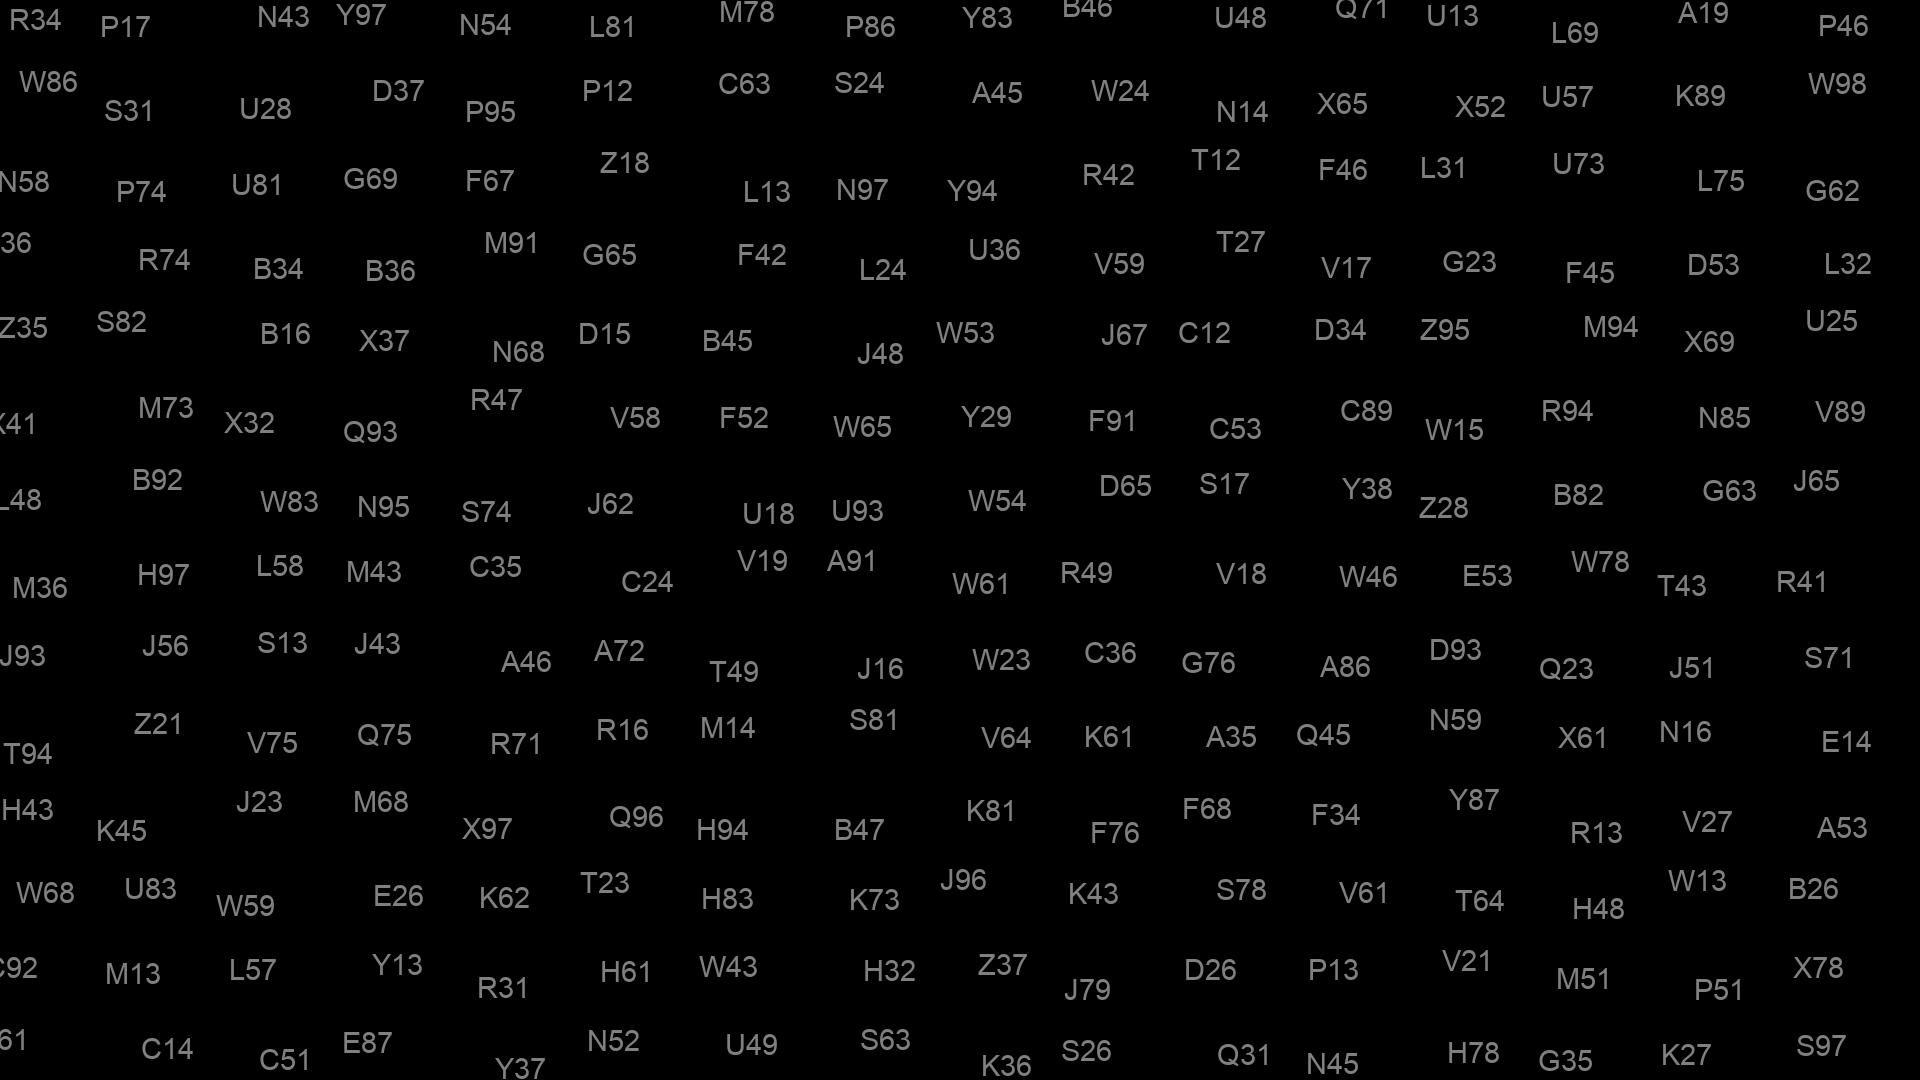 R34 P17 N43 Y97 N54 L81 M78 P86 Y83 B46 U48 Q71 U13 L69 A19 P46
W86 S31 U28 D37 P95 P12 C63 S24 A45 W24 N14 X65 X52 U57 K89 W98
N58 P74 U81 G69 F67 Z18 L13 N97 Y94 R42 T12 F46 L31 U73 L75 G62
36 R74 B34 B36 M91 G65 F42 L24 U36 V59 T27 V17 G23 F45 D53 L32
Z35 S82 B16 X37 N68 D15 B45 J48 W53 J67 C12 D34 Z95 M94 X69 U25
M73 X32 Q93 R47 V58 F52 W65 Y29 F91 C53 C89 W15 R94 N85 V89
L48 B92 W83 N95 S74 J62 U18 U93 W54 D65 S17 Y38 Z28 B82 G63 J65
M36 H97 L58 M43 C35 C24 V19 A91 W61 R49 V18 W46 E53 W78 T43 R41
J93 J56 S13 J43 A46 A72 T49 J16 W23 C36 G76 A86 D93 Q23 J51 S71
T94 Z21 V75 Q75 R71 R16 M14 S81 V64 K61 A35 Q45 N59 X61 N16 E14
H43 K45 J23 M68 X97 Q96 H94 B47 K81 F76 F68 F34 Y87 R13 V27 A53
W68 U83 W59 E26 K62 T23 H83 K73 J96 K43 S78 V61 T64 H48 W13 B26
C92 M13 L57 Y13 R31 H61 W43 H32 Z37 J79 D26 P13 V21 M51 P51 X78
61 C14 C51 E87 Y37 N52 U49 S63 K36 S26 Q31 N45 H78 G35 K27 S97